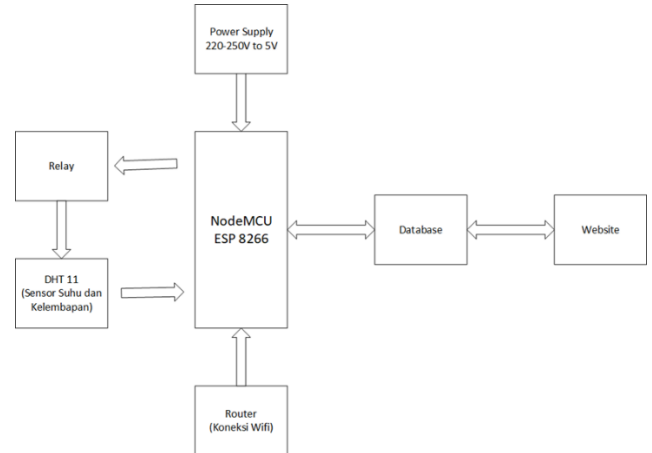 Power Supply
220-250V to 5V
Relay
NodeMCU
ESP 8266
Database
Website
DHT 11
(Sensor Suhu dan
Kelembapan)
Router
(Koneksi Wifi)